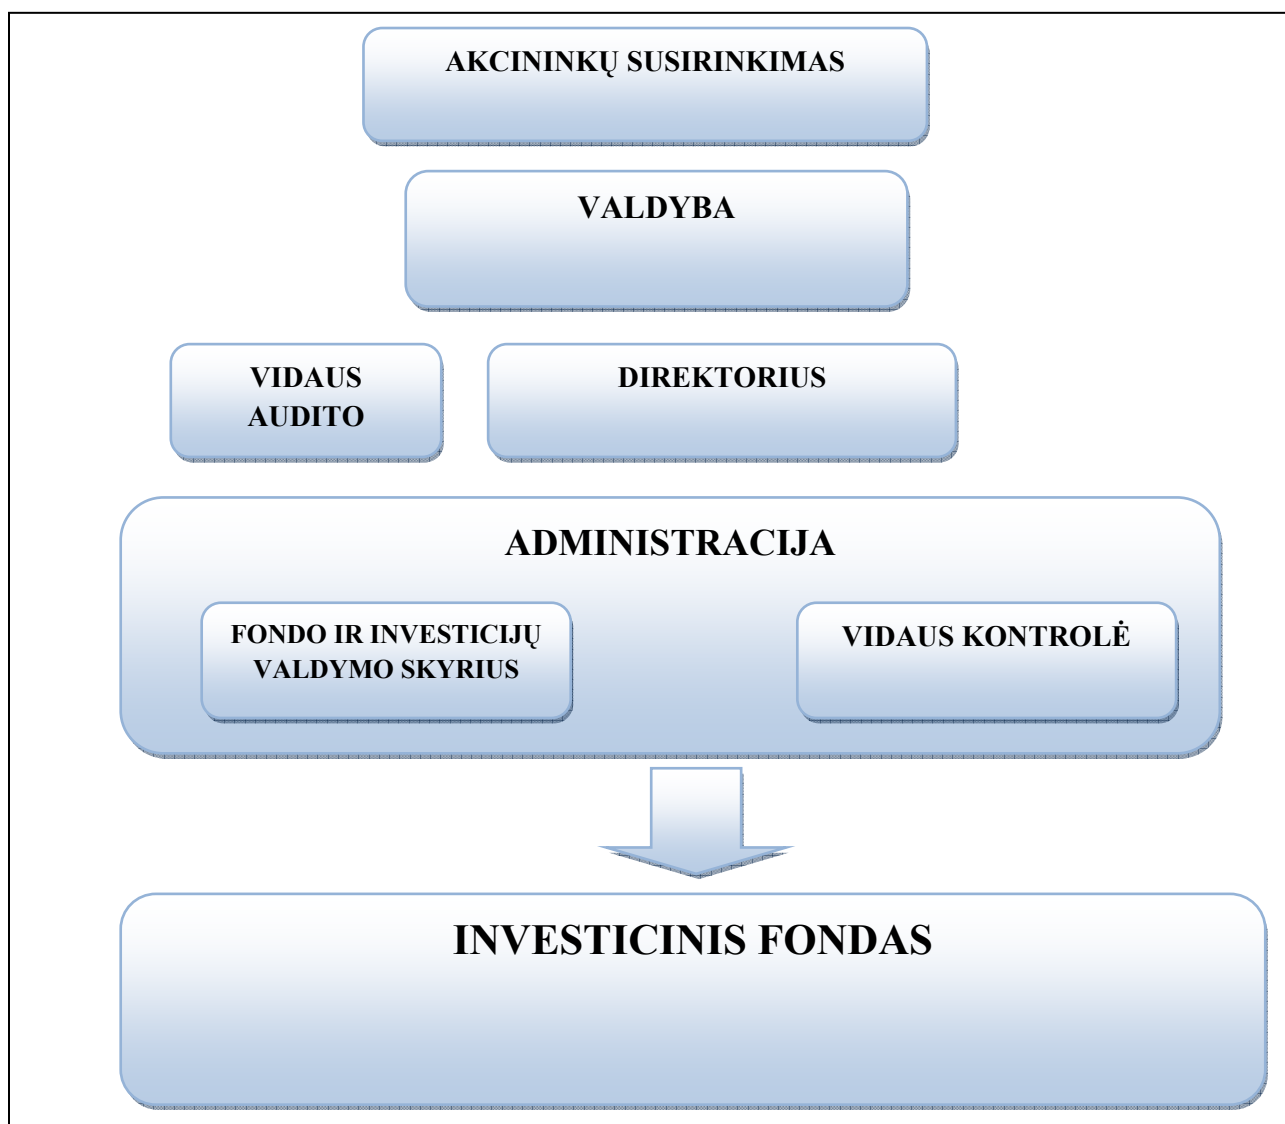 AKCININKŲ SUSIRINKIMAS
VALDYBA
VIDAUS
AUDITO
DIREKTORIUS
ADMINISTRACIJA
FONDO IR INVESTICIJŲ
VALDYMO SKYRIUS
VIDAUS KONTROLĖ
INVESTICINIS FONDAS